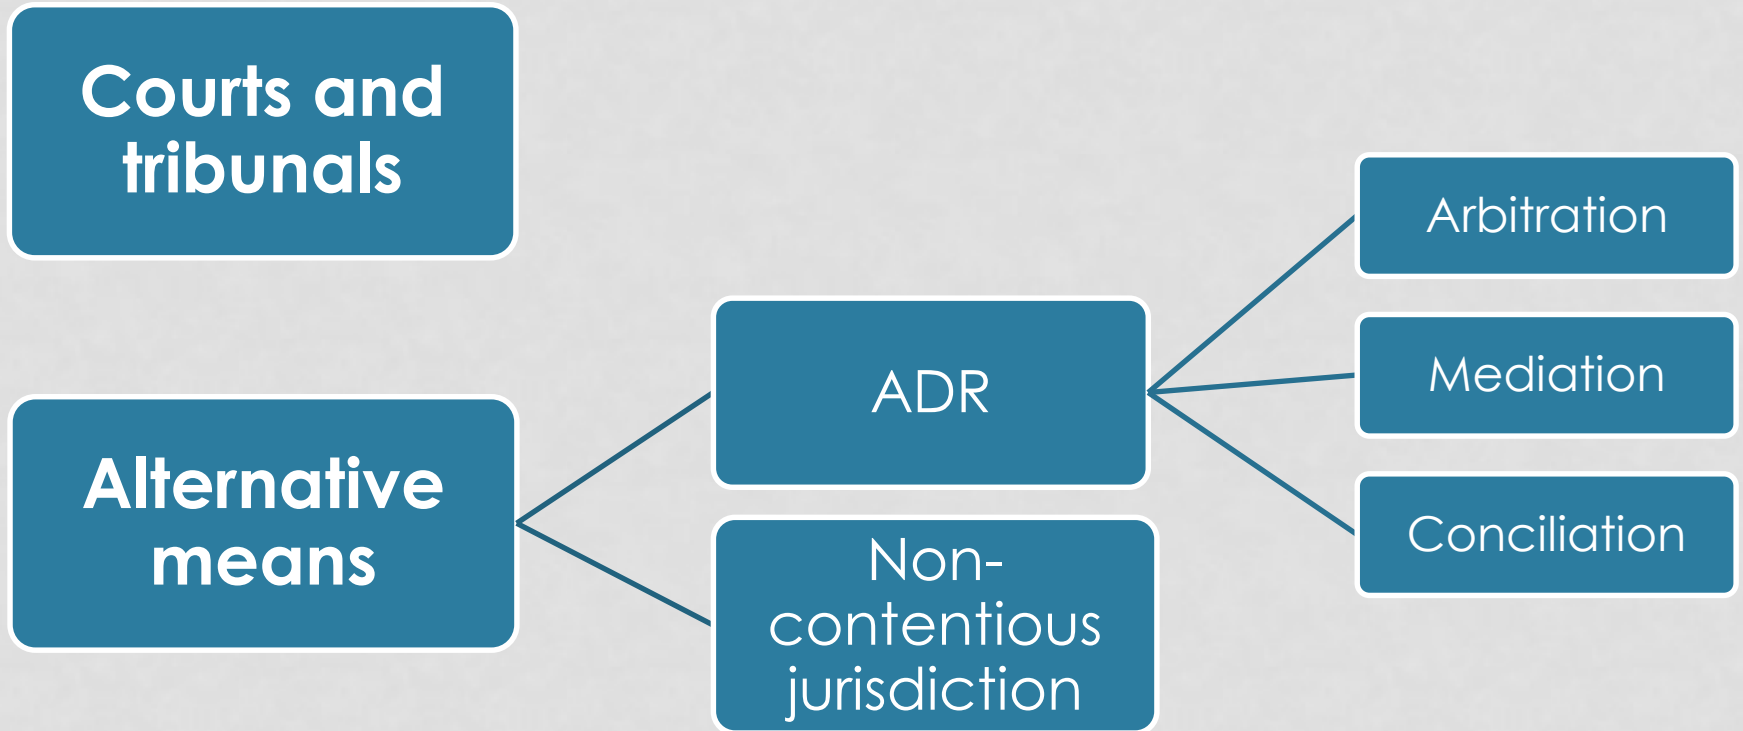 Courts and
tribunals
Alternative
means
ADR
Non-
contentious
jurisdiction
Arbitration
Mediation
Conciliation